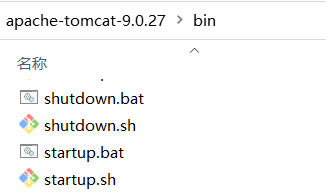 apache-tomcat-9.0.27 > bin
名称
shutdown.bat
shutdown.sh
startup.bat
startup.sh